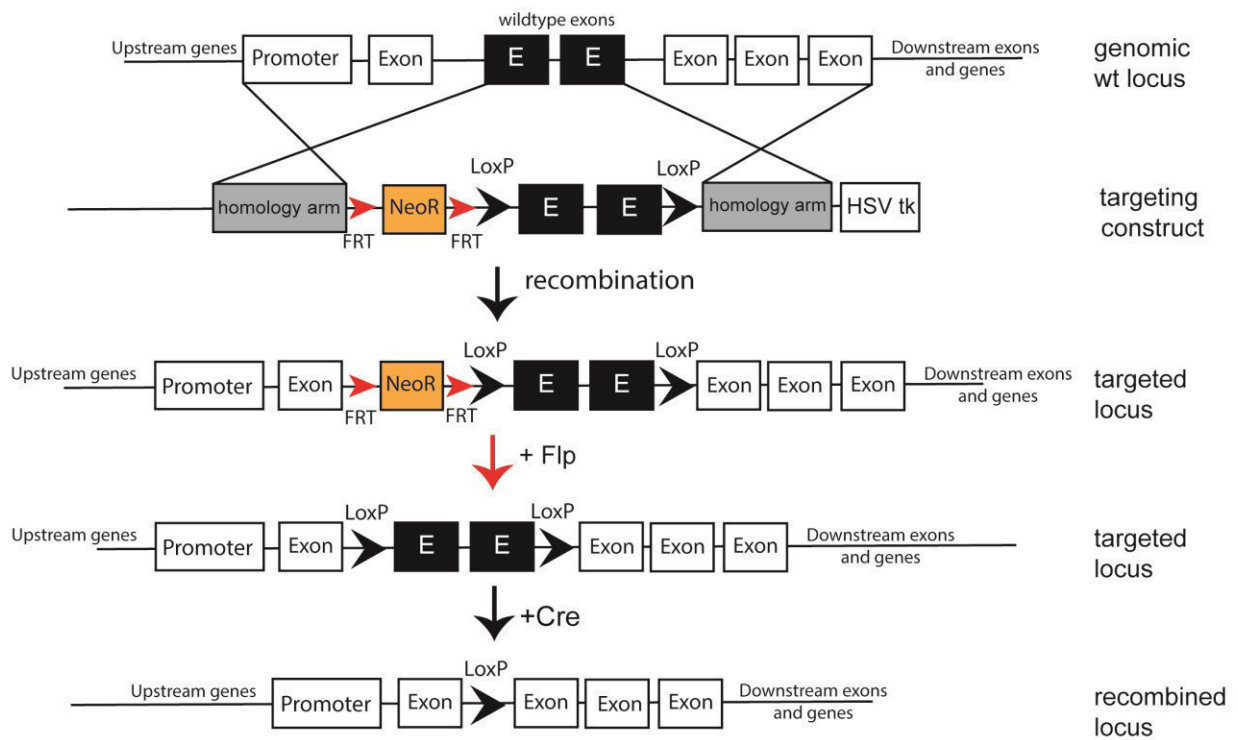 wildtype exons
Upstream genes
Promoter
Exon
E
E
Exon
Exon
Exon
Downstream exons
and genes
genomic
wt locus
LoxP
LoxP
homology arm
NeoR
E
E
homology arm
HSV tk
FRT
FRT
targeting
construct
recombination
LoxP
LoxP
Upstream genes
Promoter
Exon
NeoR
E
E
Exon
Exon
Exon
Downstream exons
and genes
FRT
FRT
targeted
locus
+ Flp
LoxP
LoxP
Upstream genes
Promoter
Exon
E
E
Exon
Exon
Exon
Downstream exons
and genes
targeted
locus
+Cre
LoxP
Upstream genes
Promoter
Exon
Exon
Exon
Exon
Downstream exons
and genes
recombined
locus